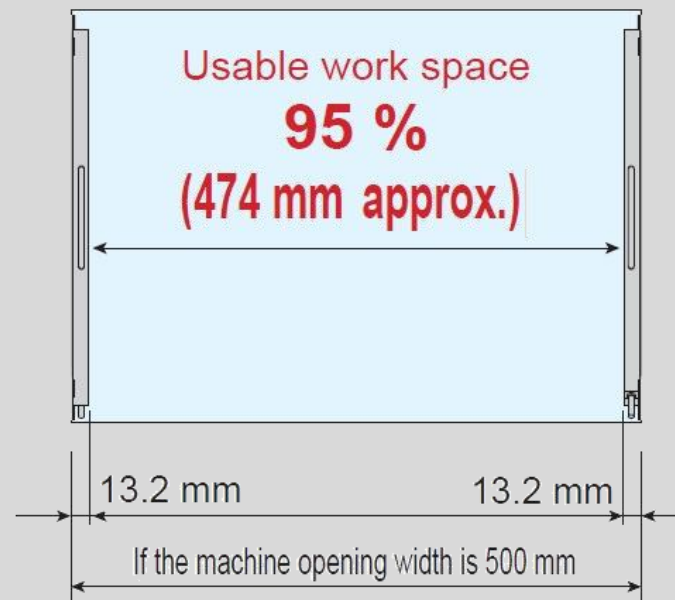 Usable work space
95 %
(474 mm approx.)
13.2 mm 13.2 mm
If the machine opening width is 500 mm